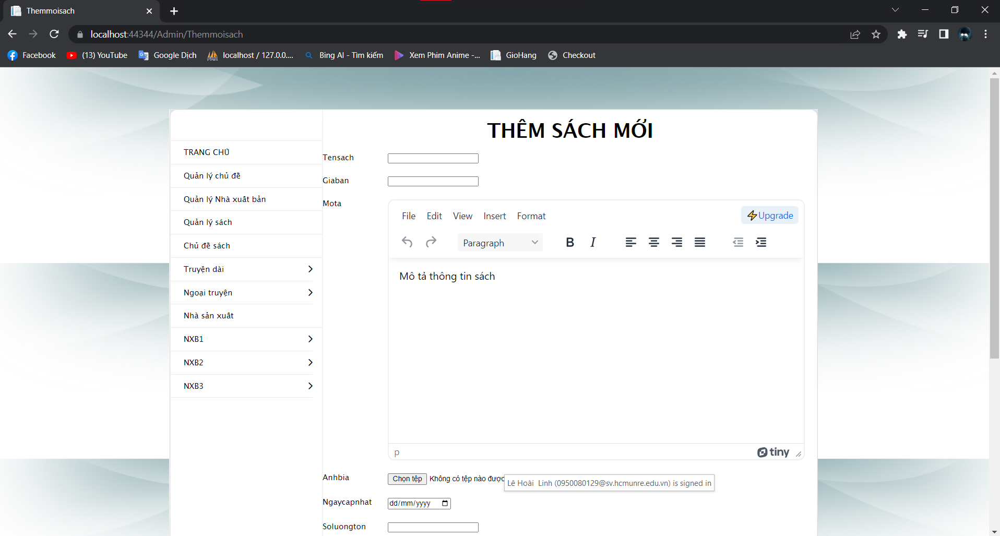 Themmoisach
localhost:44344/Admin/Themmoisach
Facebook
(13) YouTube
Google Dịch
localhost / 127.0.0....
Bing AI - Tìm kiếm
Xem Phim Anime -...
GioHang
Checkout
THÊM SÁCH MỚI
TRANG CHỦ
Quản lý chủ đề
Quản lý Nhà xuất bản
Quản lý sách
Chủ đề sách
Truyện dài
Ngoại truyện
Nhà sản xuất
NXB1
NXB2
NXB3
Tensach
Giaban
Mota
File Edit View Insert Format
Upgrade
Paragraph
B I
Mô tả thông tin sách
p
tiny
Anhbia
Chọn tệp Không có tệp nào được
Lê Hoài Linh (0950080129@sv.hcmunre.edu.vn) is signed in
Ngaycapnhat
dd/mm/yyyy
Soluongton